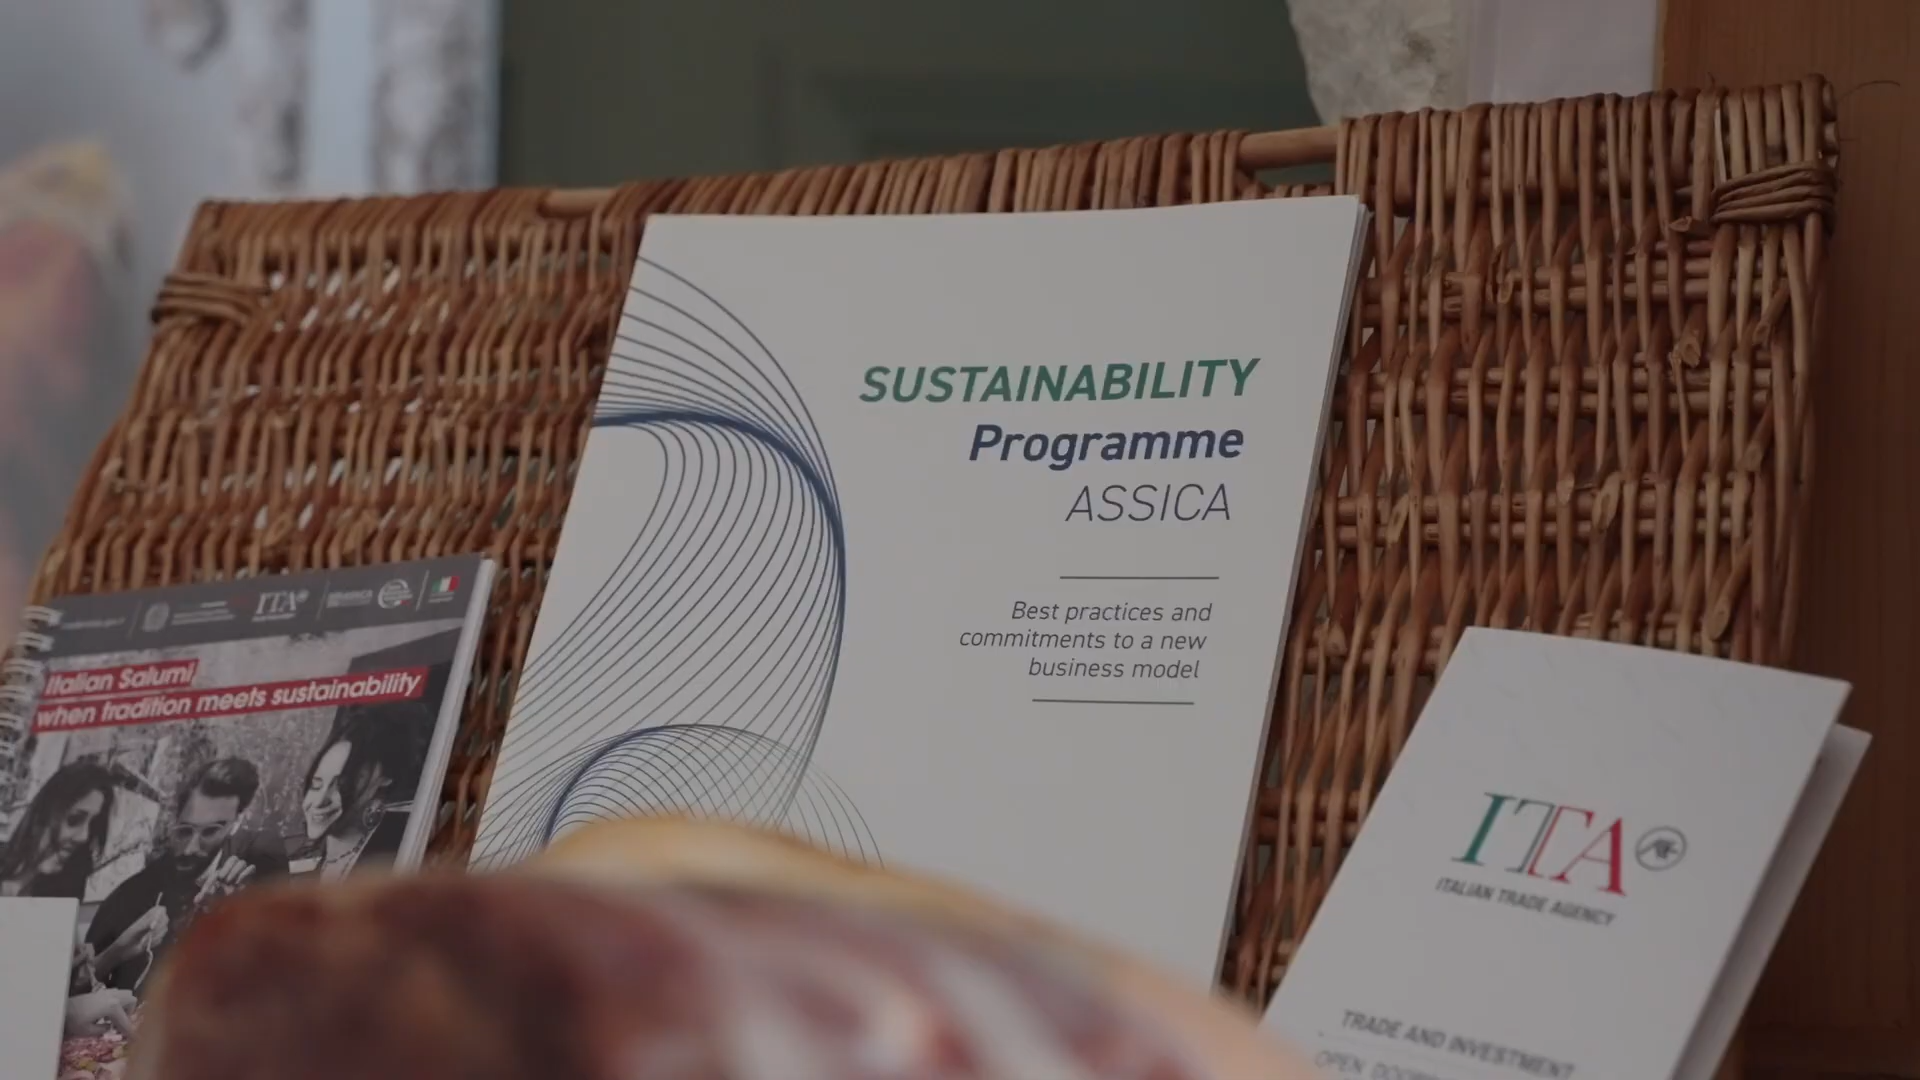 SUSTAINABILITY
Programme
ASSICA
Best practices and
commitments to a new
business model
ITA
Italian Salumi
when tradition meets sustainability
ITA
ITALIAN TRADE AGENCY
TRADE AND INVESTMENT
OPEN